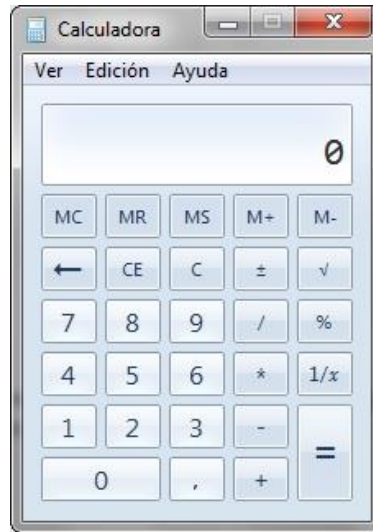 Calculadora
Ver Edición Ayuda
0
MC MR MS M+ M-
← CE C ± √
7 8 9 / %
4 5 6 * 1/x
1 2 3 - =
0 , +